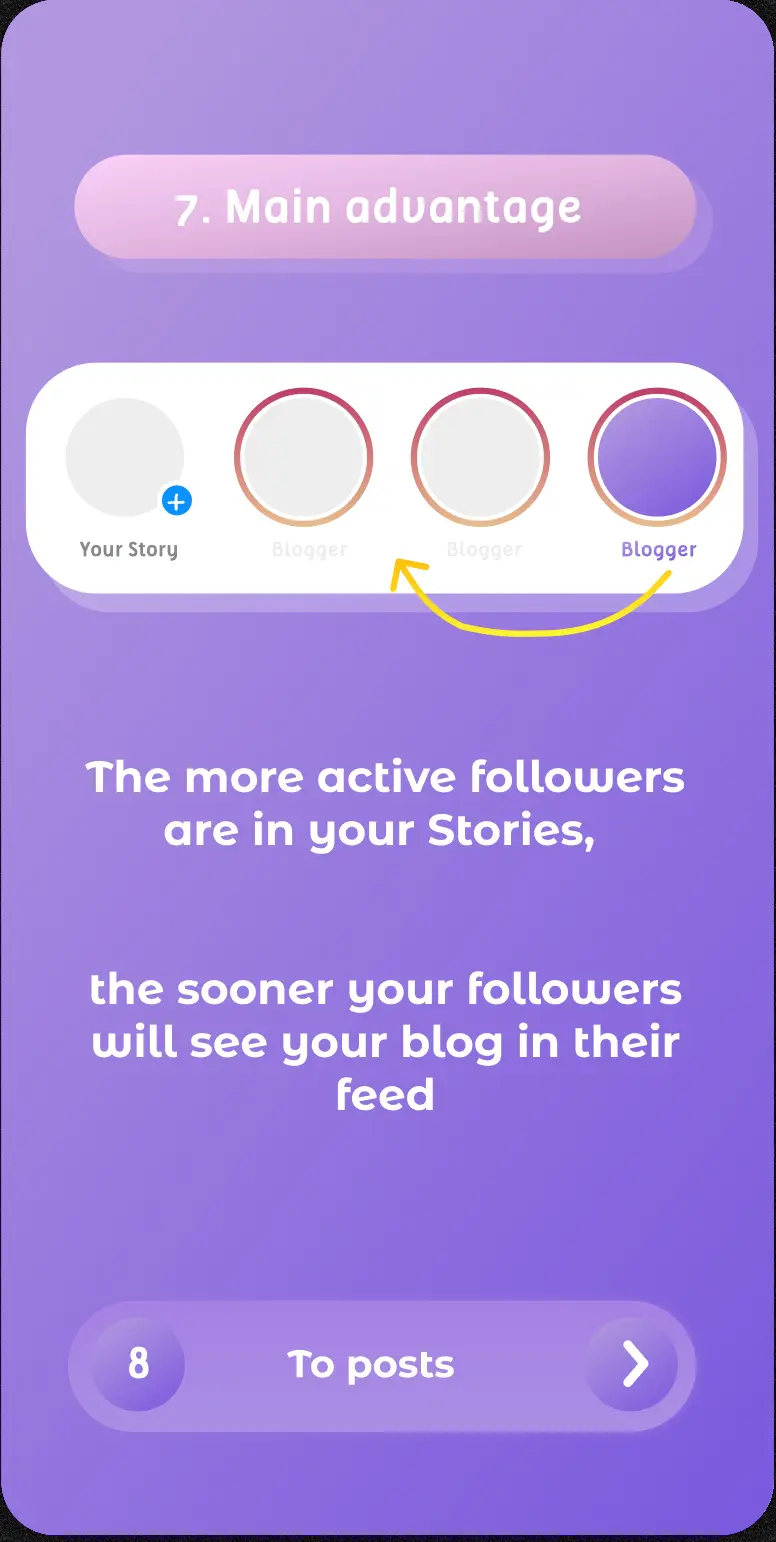 7. Main advantage
Your Story
Blogger
Blogger
Blogger
The more active followers
are in your Stories,
the sooner your followers
will see your blog in their
feed
8
To posts